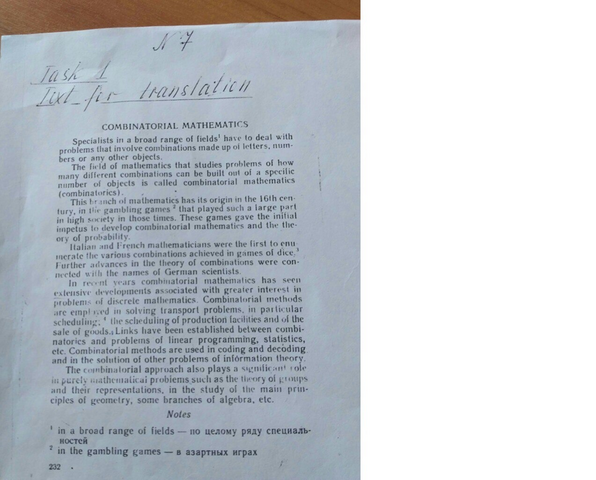 N 7
Task 1
Text for translation
COMBINATORIAL MATHEMATICS
Specialists in a broad range of fields¹ have to deal with
problems that involve combinations made up of letters, num-
bers or any other objects.
The field of mathematics that studies problems of how
many different combinations can be built out of a specific
number of objects is called combinatorial mathematics
(combinatorics).
This branch of mathematics has its origin in the 16th cen-
tury, in the gambling games² that played such a large part
in high society in those times. These games gave the initial
impetus to develop combinatorial mathematics and the the-
ory of probability.
Italian and French mathematicians were the first to enu-
merate the various combinations achieved in games of dice.³
Further advances in the theory of combinations were con-
nected with the names of German scientists.
In recent years combinatorial mathematics has seen
extensive developments associated with greater interest in
problems of discrete mathematics. Combinatorial methods
are employed in solving transport problems, in particular
scheduling;⁴ the scheduling of production facilities and of the
sale of goods. Links have been established between combi-
natorics and problems of linear programming, statistics,
etc. Combinatorial methods are used in coding and decoding
and in the solution of other problems of information theory.
The combinatorial approach also plays a significant role
in purely mathematical problems such as the theory of groups
and their representations, in the study of the main prin-
ciples of geometry, some branches of algebra, etc.
Notes
¹ in a broad range of fields — по целому ряду специаль-
ностей
² in the gambling games — в азартных играх
232